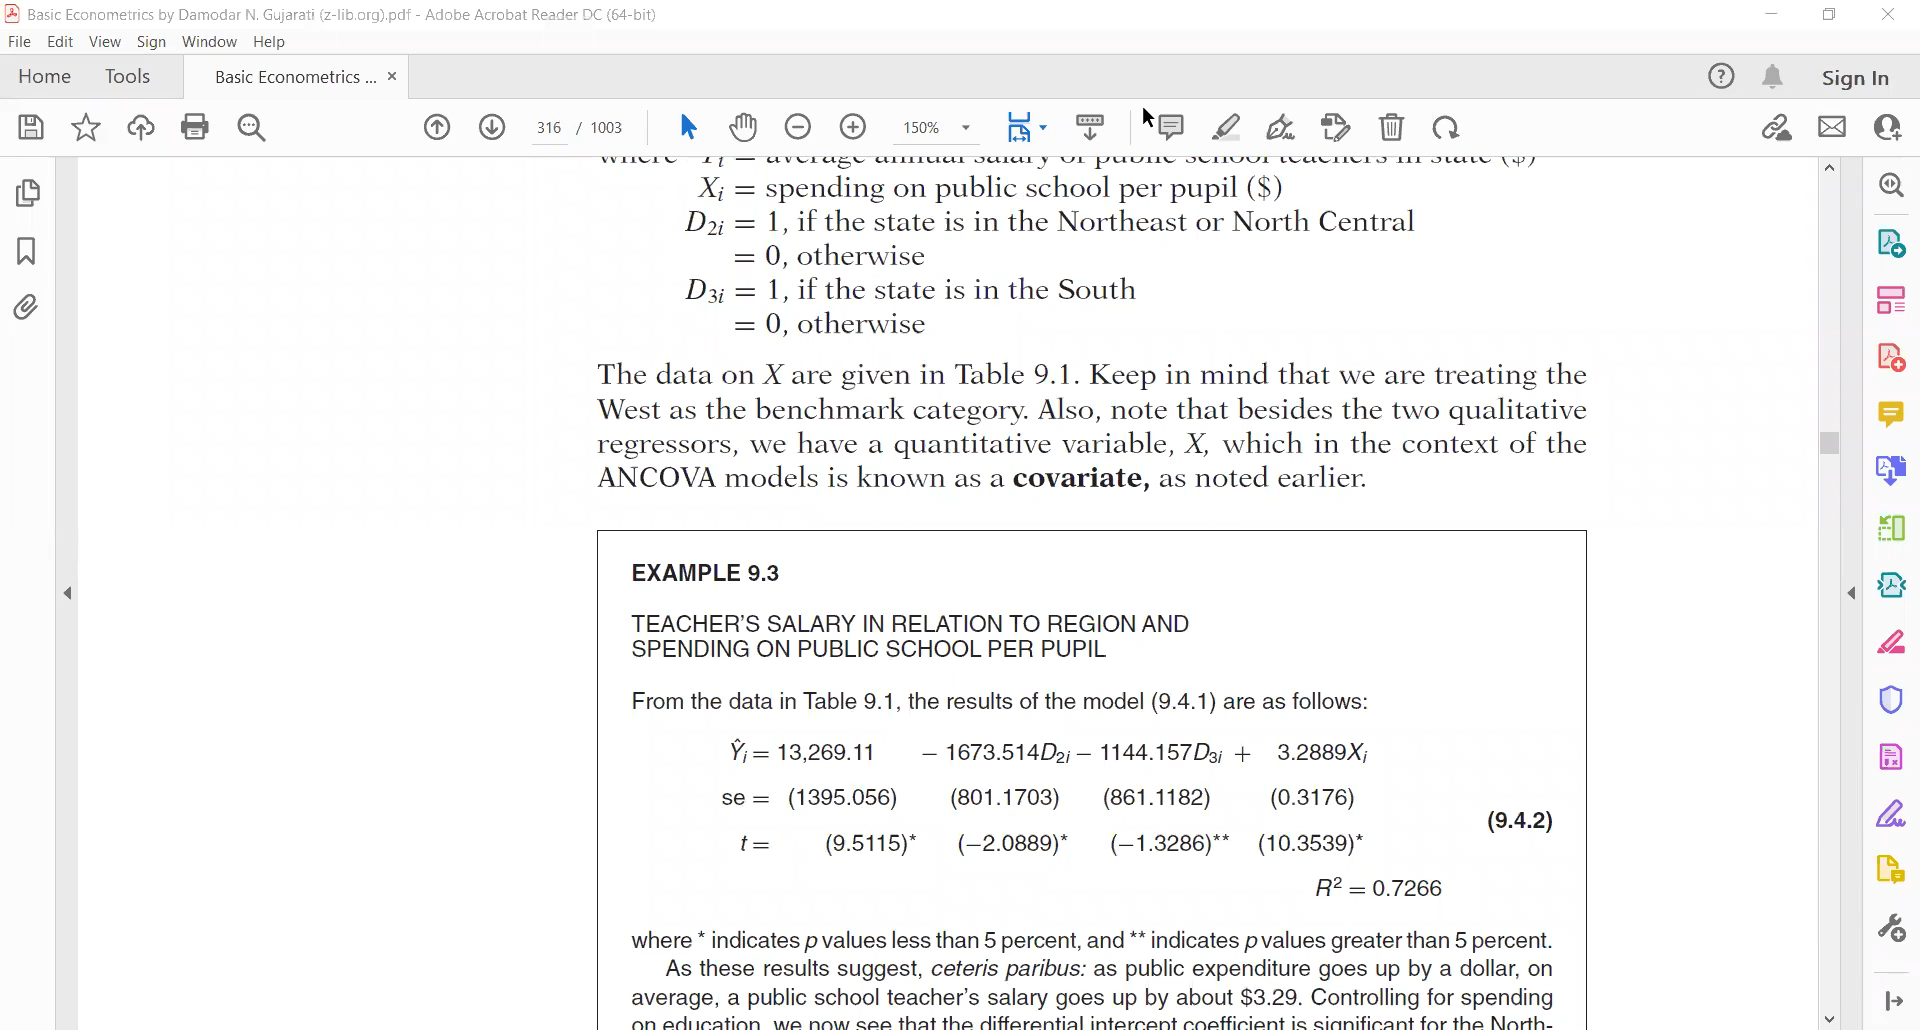 Basic Econometrics by Damodar N. Gujarati (z-lib.org).pdf - Adobe Acrobat Reader DC (64-bit)
File Edit View Sign Window Help
Home Tools Basic Econometrics ... × Sign In
316 / 1003 150%
where Yi = average annual salary of public school teachers in state ($)
Xi = spending on public school per pupil ($)
D2i = 1, if the state is in the Northeast or North Central
= 0, otherwise
D3i = 1, if the state is in the South
= 0, otherwise
The data on X are given in Table 9.1. Keep in mind that we are treating the
West as the benchmark category. Also, note that besides the two qualitative
regressors, we have a quantitative variable, X, which in the context of the
ANCOVA models is known as a covariate, as noted earlier.
EXAMPLE 9.3
TEACHER'S SALARY IN RELATION TO REGION AND
SPENDING ON PUBLIC SCHOOL PER PUPIL
From the data in Table 9.1, the results of the model (9.4.1) are as follows:
Ŷi = 13,269.11 − 1673.514D2i − 1144.157D3i + 3.2889Xi
se = (1395.056) (801.1703) (861.1182) (0.3176)
(9.4.2)
t = (9.5115)* (−2.0889)* (−1.3286)** (10.3539)*
R² = 0.7266
where * indicates p values less than 5 percent, and ** indicates p values greater than 5 percent.
As these results suggest, ceteris paribus: as public expenditure goes up by a dollar, on
average, a public school teacher's salary goes up by about $3.29. Controlling for spending
on education, we now see that the differential intercept coefficient is significant for the North-